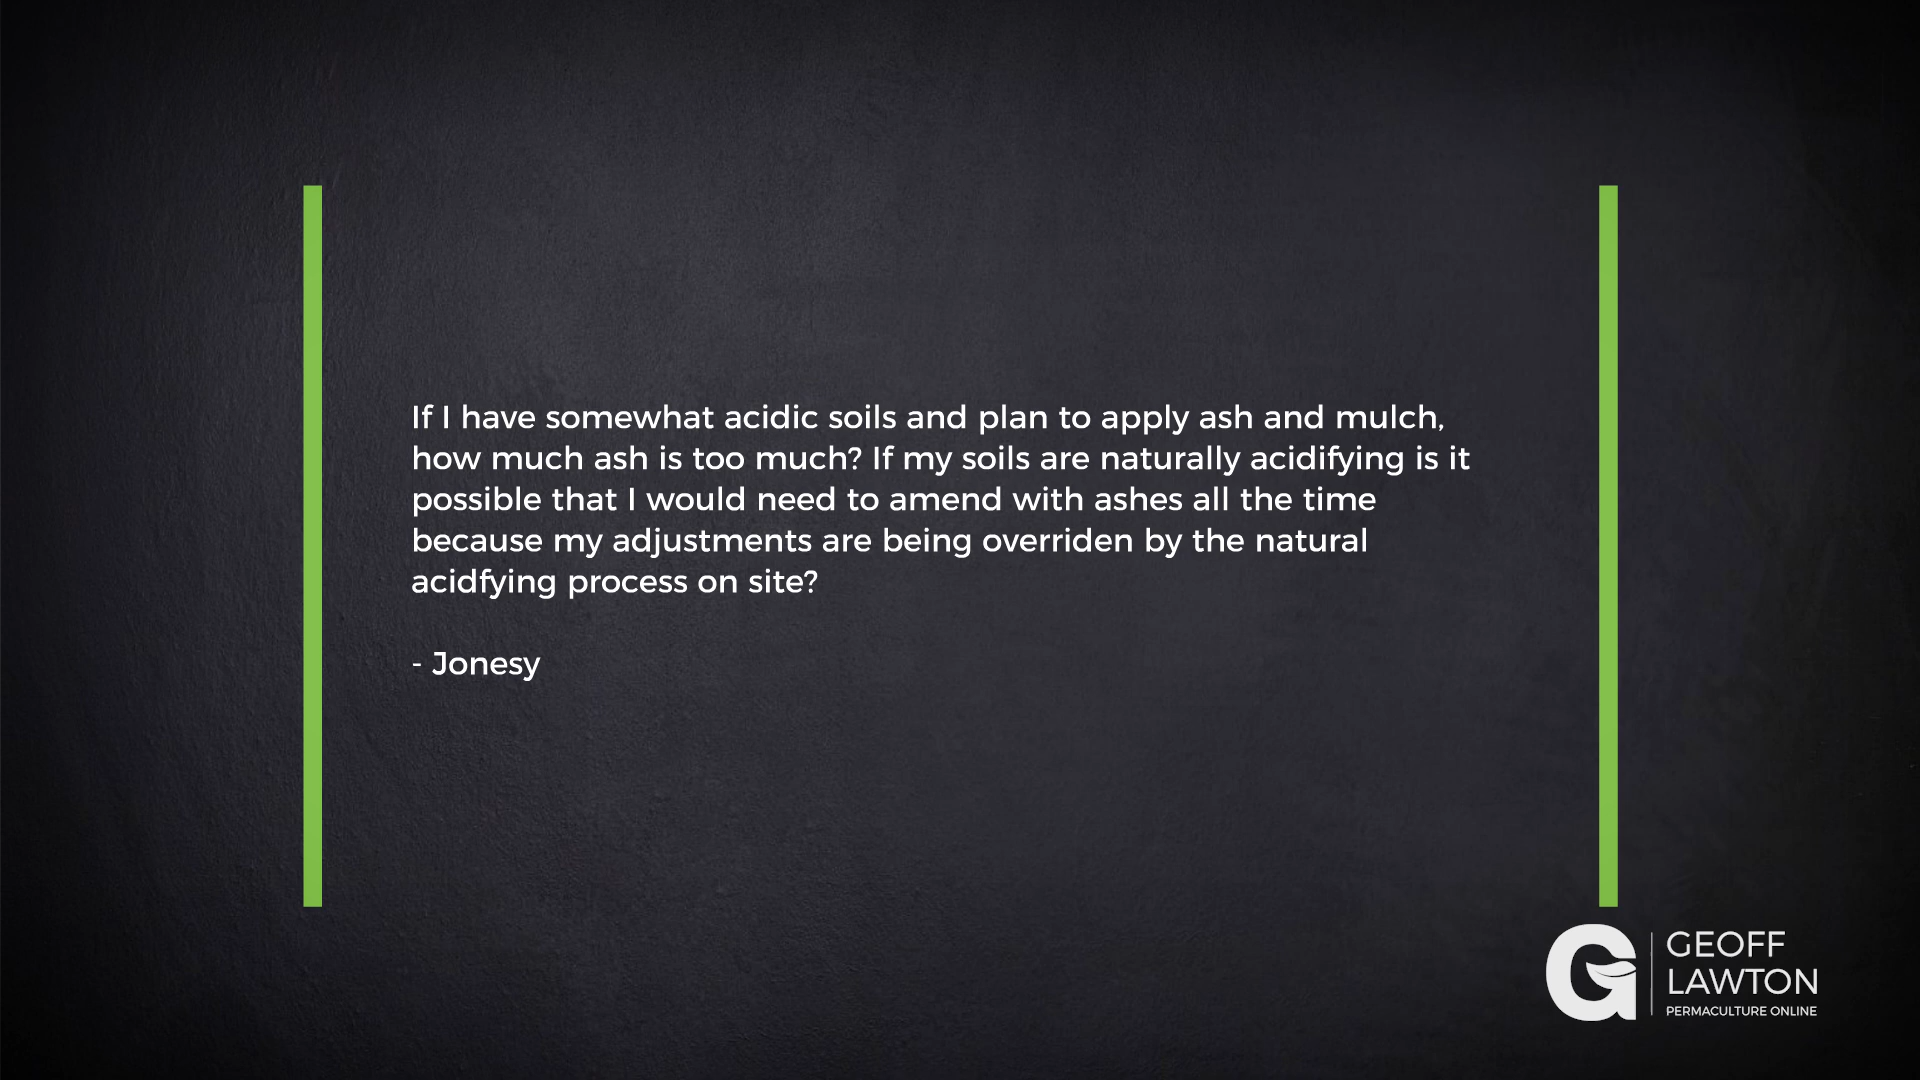 If I have somewhat acidic soils and plan to apply ash and mulch,
how much ash is too much? If my soils are naturally acidifying is it
possible that I would need to amend with ashes all the time
because my adjustments are being overriden by the natural
acidfying process on site?
- Jonesy
GEOFF
LAWTON
PERMACULTURE ONLINE